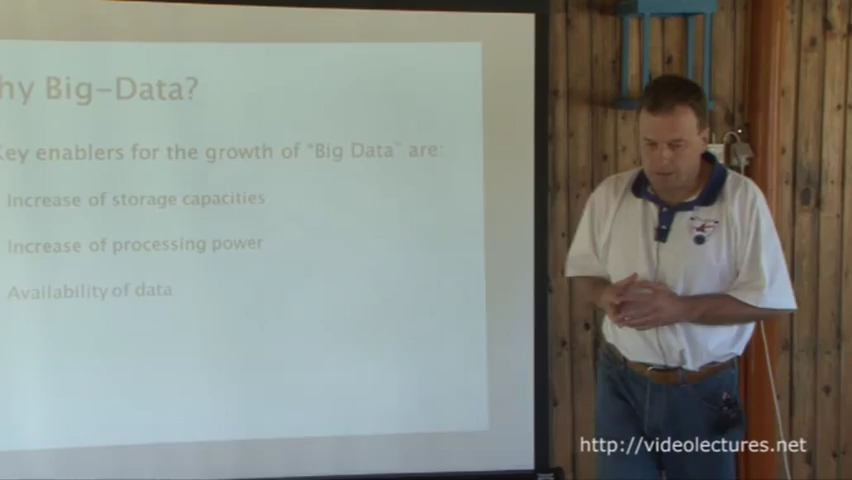 hy Big-Data?
Key enablers for the growth of "Big Data" are:
Increase of storage capacities
Increase of processing power
Availability of data
http://videolectures.net